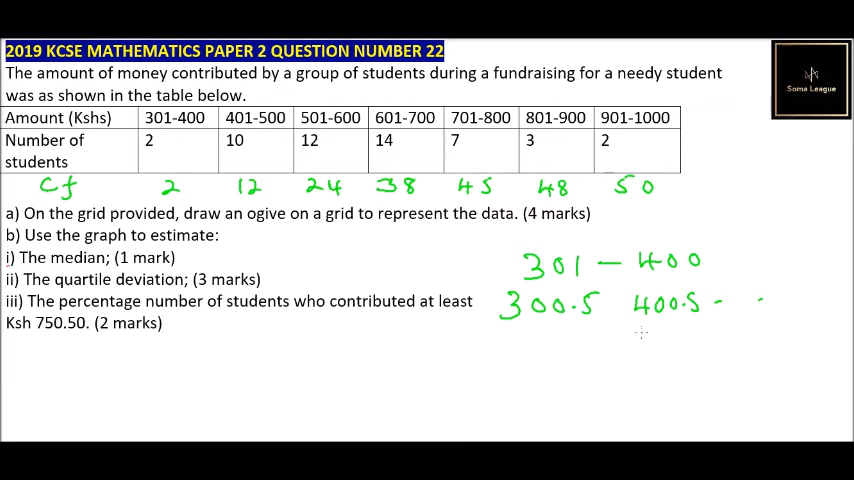 2019 KCSE MATHEMATICS PAPER 2 QUESTION NUMBER 22
The amount of money contributed by a group of students during a fundraising for a needy student
was as shown in the table below.
Amount (Kshs) 301-400 401-500 501-600 601-700 701-800 801-900 901-1000
Number of students 2 10 12 14 7 3 2
Cf 2 12 24 38 45 48 50
a) On the grid provided, draw an ogive on a grid to represent the data. (4 marks)
b) Use the graph to estimate:
i) The median; (1 mark)
ii) The quartile deviation; (3 marks)
iii) The percentage number of students who contributed at least
Ksh 750.50. (2 marks)
301 - 400
300.5 400.5 - -
Soma League